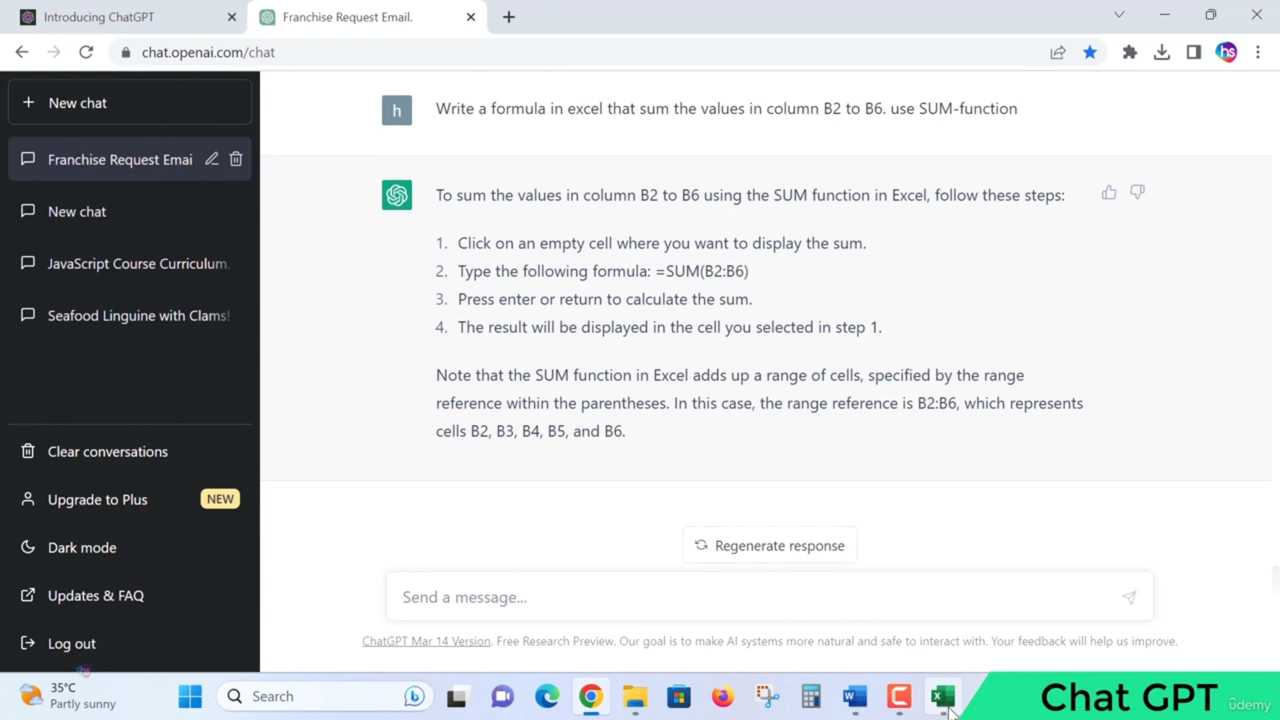 Introducing ChatGPT
Franchise Request Email.
chat.openai.com/chat
hs
New chat
Franchise Request Emai
New chat
JavaScript Course Curriculum.
Seafood Linguine with Clams!
Clear conversations
Upgrade to Plus NEW
Dark mode
Updates & FAQ
Log out
h
Write a formula in excel that sum the values in column B2 to B6. use SUM-function
To sum the values in column B2 to B6 using the SUM function in Excel, follow these steps:
1. Click on an empty cell where you want to display the sum.
2. Type the following formula: =SUM(B2:B6)
3. Press enter or return to calculate the sum.
4. The result will be displayed in the cell you selected in step 1.
Note that the SUM function in Excel adds up a range of cells, specified by the range
reference within the parentheses. In this case, the range reference is B2:B6, which represents
cells B2, B3, B4, B5, and B6.
Regenerate response
Send a message...
ChatGPT Mar 14 Version. Free Research Preview. Our goal is to make AI systems more natural and safe to interact with. Your feedback will help us improve.
35°C
Partly sunny
Search
Chat GPT
ûdemy